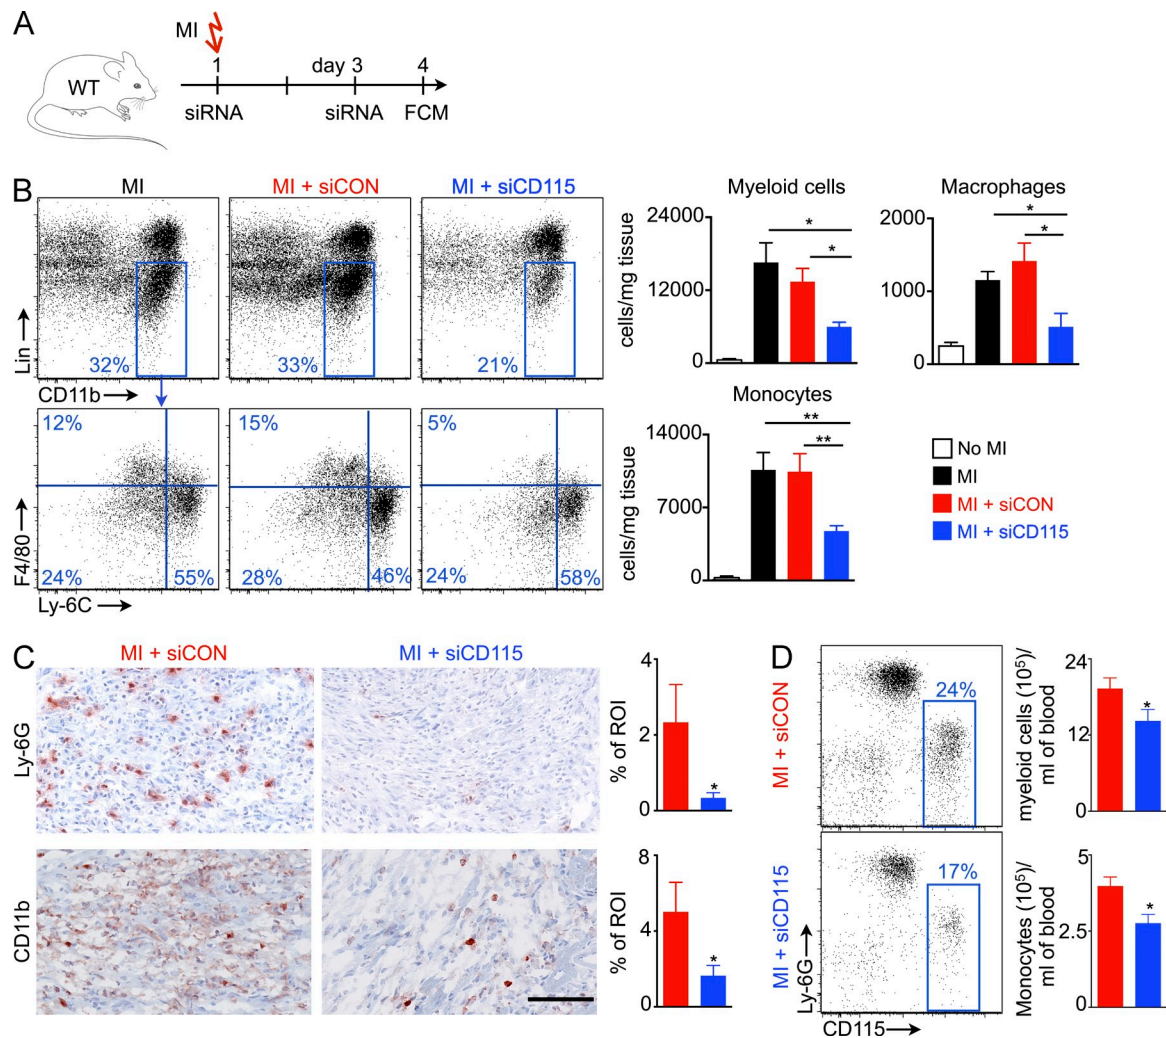 A
MI
WT
1 day 3 4
siRNA siRNA FCM
B
MI MI + siCON MI + siCD115
Lin
32% 33% 21%
CD11b
12% 15% 5%
F4/80
24% 55% 28% 46% 24% 58%
Ly-6C
Myeloid cells
cells/mg tissue
24000
12000
0
*
*
Macrophages
2000
1000
0
*
*
Monocytes
cells/mg tissue
14000
7000
0
**
**
No MI
MI
MI + siCON
MI + siCD115
C
MI + siCON MI + siCD115
Ly-6G
% of ROI
4
2
0
*
CD11b
% of ROI
8
4
0
*
D
MI + siCON
24%
myeloid cells (10⁵)/
ml of blood
24
12
0
*
MI + siCD115
17%
Ly-6G
CD115
Monocytes (10⁵)/
ml of blood
5
2.5
0
*